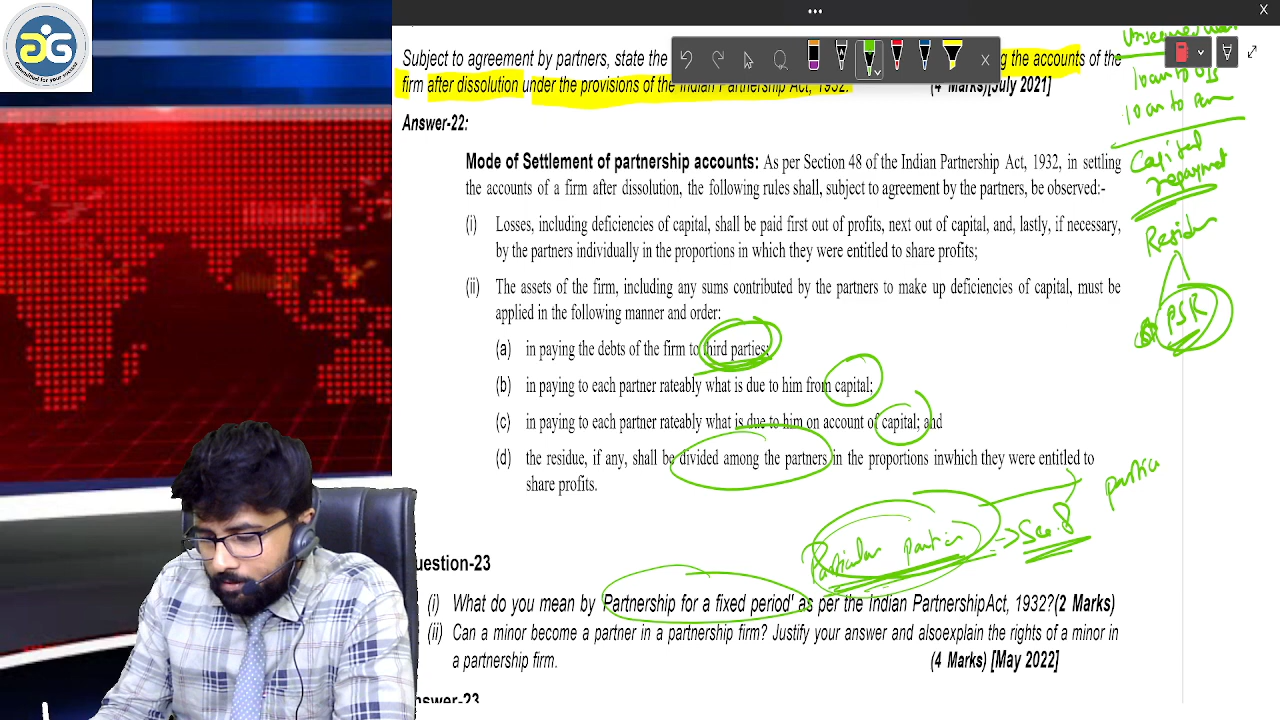 Subject to agreement by partners, state the
g the accounts of the
firm after dissolution under the provisions of the Indian Partnership Act, 1932.
(4 Marks)[July 2021]
Answer-22:
Mode of Settlement of partnership accounts: As per Section 48 of the Indian Partnership Act, 1932, in settling
the accounts of a firm after dissolution, the following rules shall, subject to agreement by the partners, be observed:-
(i) Losses, including deficiencies of capital, shall be paid first out of profits, next out of capital, and, lastly, if necessary,
by the partners individually in the proportions in which they were entitled to share profits;
(ii) The assets of the firm, including any sums contributed by the partners to make up deficiencies of capital, must be
applied in the following manner and order:
(a) in paying the debts of the firm to third parties;
(b) in paying to each partner rateably what is due to him from capital;
(c) in paying to each partner rateably what is due to him on account of capital; and
(d) the residue, if any, shall be divided among the partners in the proportions inwhich they were entitled to
share profits.
Capital
repayment
PSR
Particular
Sec. 8
uestion-23
(i) What do you mean by 'Partnership for a fixed period' as per the Indian PartnershipAct, 1932?(2 Marks)
(ii) Can a minor become a partner in a partnership firm? Justify your answer and alsoexplain the rights of a minor in
a partnership firm.
(4 Marks) [May 2022]
nswer-23